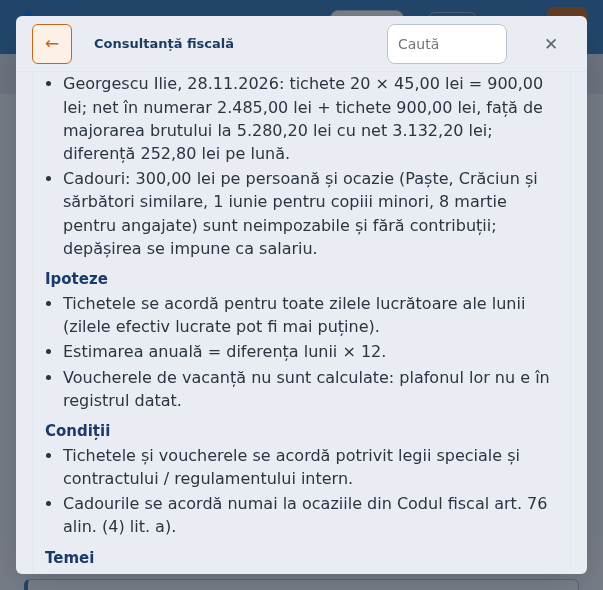 ←
Consultanță fiscală
Caută
✕
• Georgescu Ilie, 28.11.2026: tichete 20 × 45,00 lei = 900,00
lei; net în numerar 2.485,00 lei + tichete 900,00 lei, față de
majorarea brutului la 5.280,20 lei cu net 3.132,20 lei;
diferență 252,80 lei pe lună.
• Cadouri: 300,00 lei pe persoană și ocazie (Paște, Crăciun și
sărbători similare, 1 iunie pentru copiii minori, 8 martie
pentru angajate) sunt neimpozabile și fără contribuții;
depășirea se impune ca salariu.
Ipoteze
• Tichetele se acordă pentru toate zilele lucrătoare ale lunii
(zilele efectiv lucrate pot fi mai puține).
• Estimarea anuală = diferența lunii × 12.
• Voucherele de vacanță nu sunt calculate: plafonul lor nu e în
registrul datat.
Condiții
• Tichetele și voucherele se acordă potrivit legii speciale și
contractului / regulamentului intern.
• Cadourile se acordă numai la ocaziile din Codul fiscal art. 76
alin. (4) lit. a).
Temei